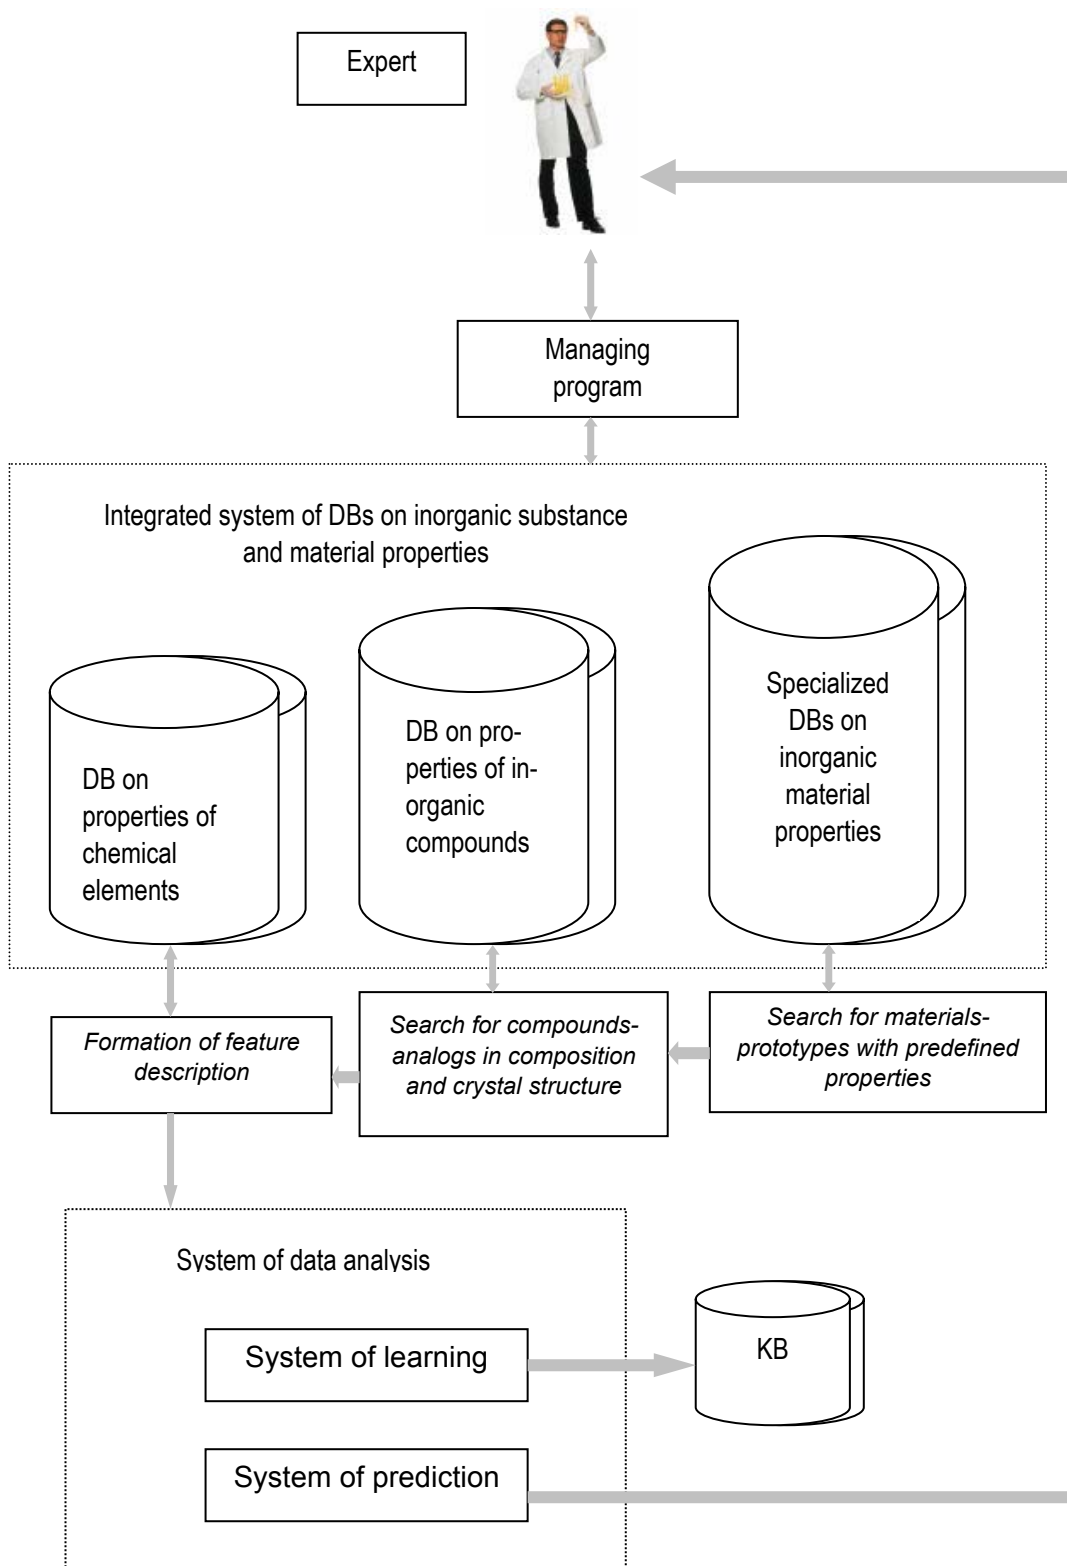 Expert
Managing
program
Integrated system of DBs on inorganic substance
and material properties
DB on
properties of
chemical
elements
DB on pro-
perties of in-
organic
compounds
Specialized
DBs on
inorganic
material
properties
Formation of feature
description
Search for compounds-
analogs in composition
and crystal structure
Search for materials-
prototypes with predefined
properties
System of data analysis
System of learning
KB
System of prediction